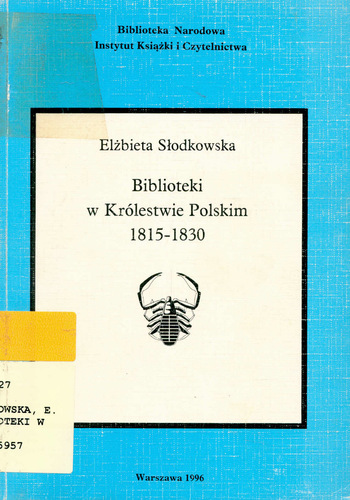 Biblioteka Narodowa
Instytut Książki i Czytelnictwa
Elżbieta Słodkowska
Biblioteki
w Królestwie Polskim
1815-1830
27
OWSKA, E.
OTEKI W
5957
Warszawa 1996